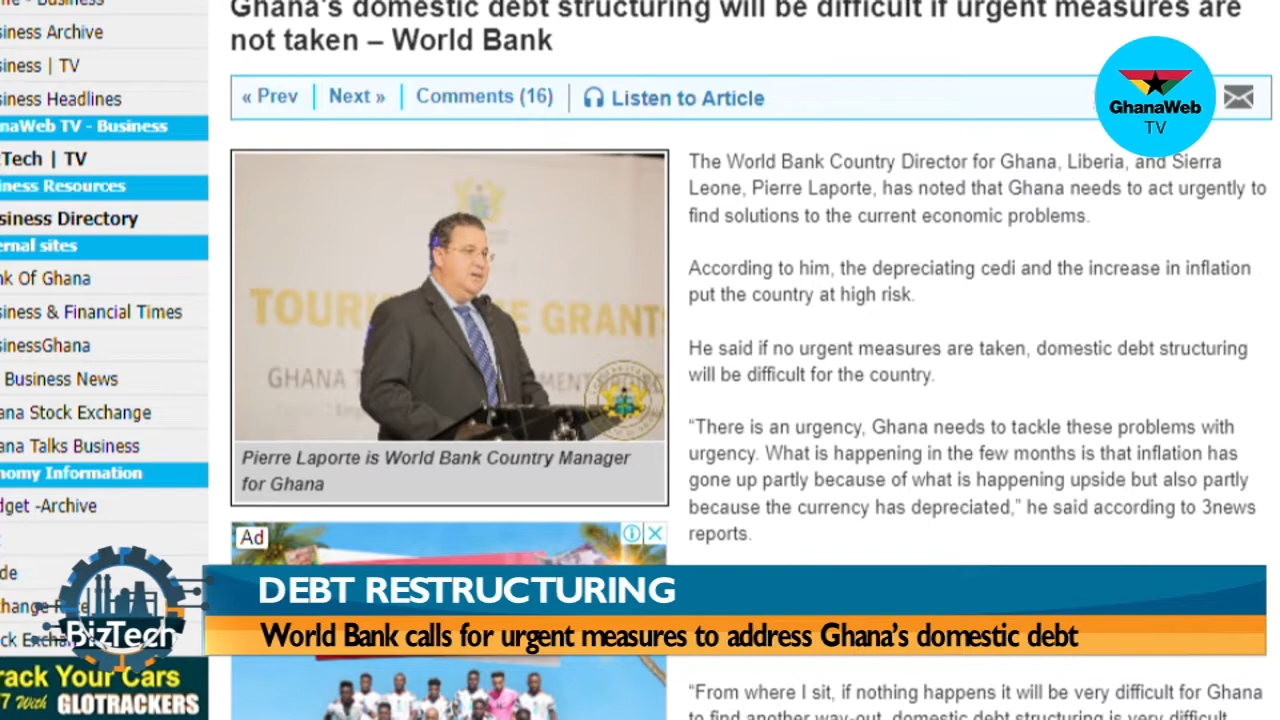 Ghana's domestic debt structuring will be difficult if urgent measures are
not taken – World Bank
« Prev
Next »
Comments (16)
Listen to Article
GhanaWeb
TV
siness Archive
siness | TV
siness Headlines
naWeb TV - Business
Tech | TV
iness Resources
siness Directory
ernal sites
nk Of Ghana
siness & Financial Times
sinessGhana
Business News
ana Stock Exchange
ana Talks Business
nomy Information
dget -Archive
GHANA
Pierre Laporte is World Bank Country Manager
for Ghana
Ad
The World Bank Country Director for Ghana, Liberia, and Sierra
Leone, Pierre Laporte, has noted that Ghana needs to act urgently to
find solutions to the current economic problems.
According to him, the depreciating cedi and the increase in inflation
put the country at high risk.
He said if no urgent measures are taken, domestic debt structuring
will be difficult for the country.
“There is an urgency, Ghana needs to tackle these problems with
urgency. What is happening in the few months is that inflation has
gone up partly because of what is happening upside but also partly
because the currency has depreciated,” he said according to 3news
reports.
BizTech
DEBT RESTRUCTURING
World Bank calls for urgent measures to address Ghana's domestic debt
rack Your Cars
7 With GLOTRACKERS
“From where I sit, if nothing happens it will be very difficult for Ghana
to find another way-out, domestic debt structuring is very difficult